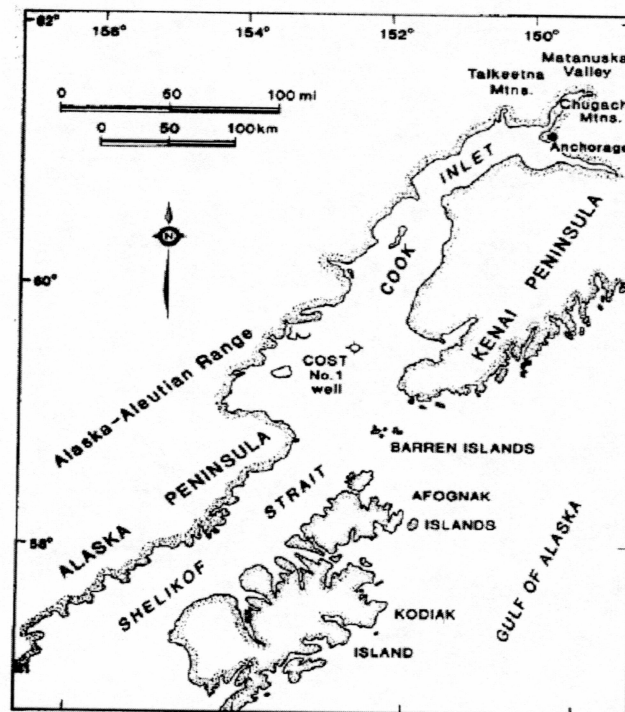 62°
156°
154°
152°
150°
Matanuska
Valley
Talkeetna
Mtns.
Chugach
Mtns.
Anchorage
0 50 100 mi
0 50 100 km
INLET
N
COOK
KENAI PENINSULA
60°
COST
No. 1
well
Alaska-Aleutian Range
BARREN ISLANDS
ALASKA PENINSULA
STRAIT
SHELIKOF
AFOGNAK
ISLANDS
58°
GULF OF ALASKA
KODIAK
ISLAND